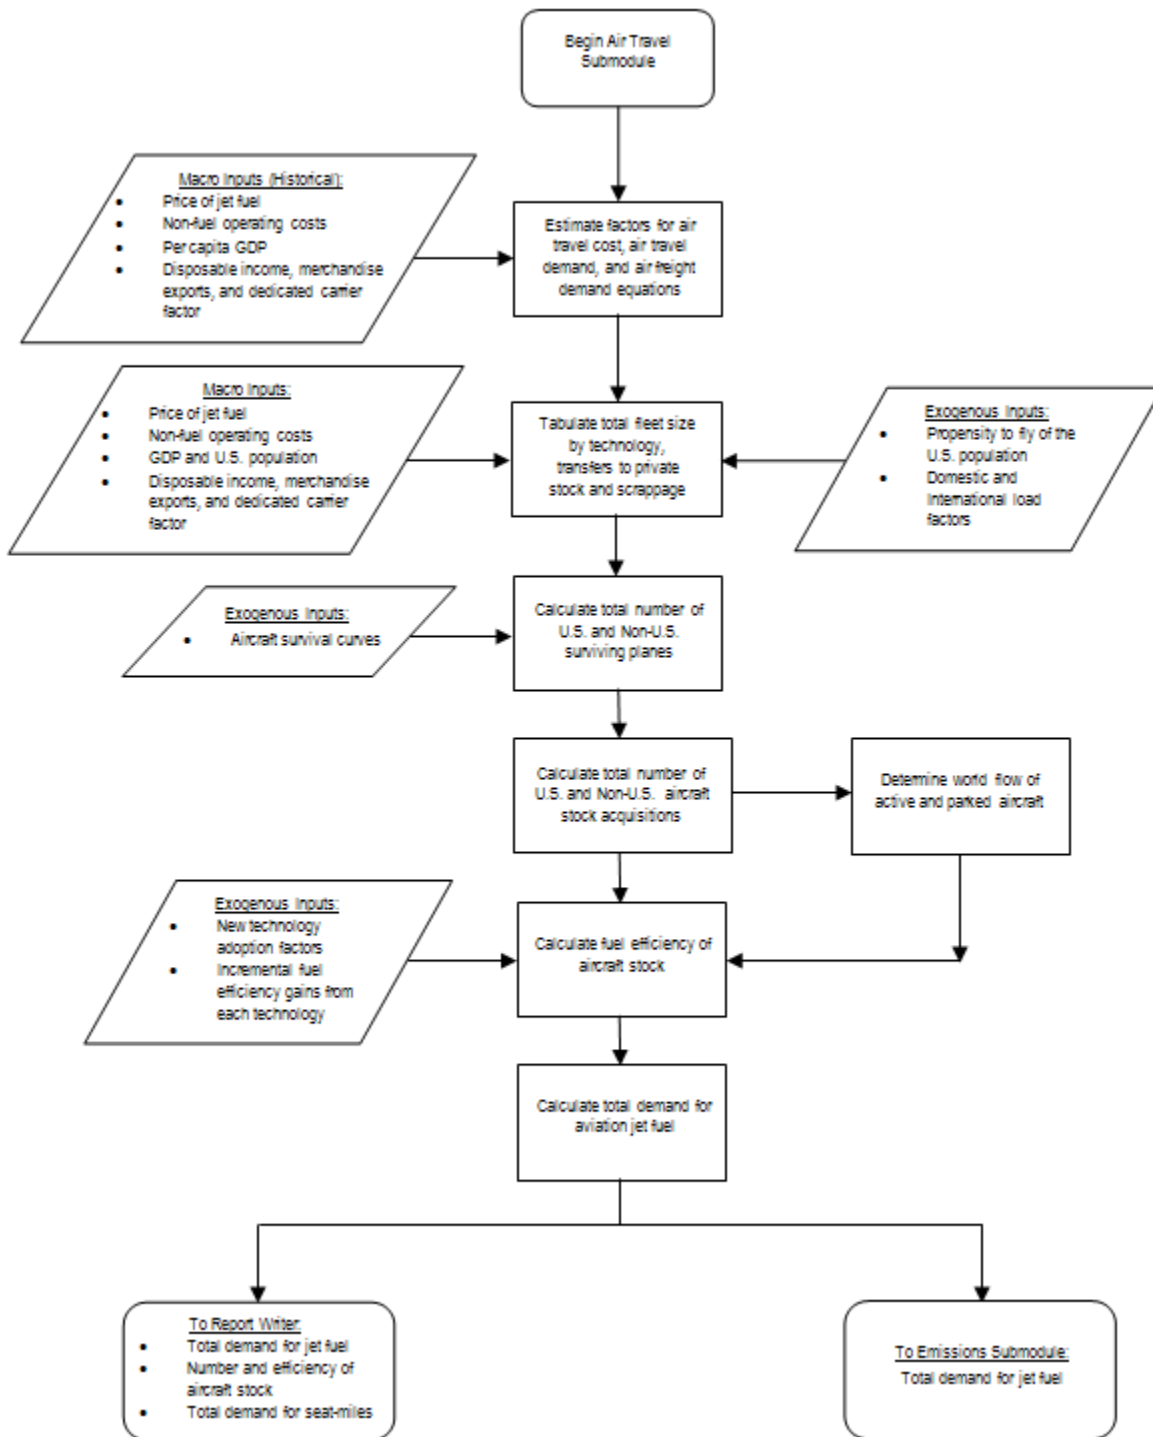 Begin Air Travel
Submodule
Macro Inputs (Historical):
• Price of jet fuel
• Non-fuel operating costs
• Per capita GDP
• Disposable income, merchandise
exports, and dedicated carrier
factor
Estimate factors for air
travel cost, air travel
demand, and air-freight
demand equations
Macro Inputs:
• Price of jet fuel
• Non-fuel operating costs
• GDP and U.S. population
• Disposable income, merchandise
exports, and dedicated carrier
factor
Tabulate total fleet size
by technology,
transfers to private
stock and scrappage
Exogenous Inputs:
• Propensity to fly of the
U.S. population
• Domestic and
International load
factors
Exogenous Inputs:
• Aircraft survival curves
Calculate total number of
U.S. and Non-U.S.
surviving planes
Calculate total number of
U.S. and Non-U.S. aircraft
stock acquisitions
Determine world flow of
active and parked aircraft
Exogenous Inputs:
• New technology
adoption factors
• Incremental fuel
efficiency gains from
each technology
Calculate fuel efficiency of
aircraft stock
Calculate total demand for
aviation jet fuel
To Report Writer:
• Total demand for jet fuel
• Number and efficiency of
aircraft stock
• Total demand for seat-miles
To Emissions Submodule:
Total demand for jet fuel